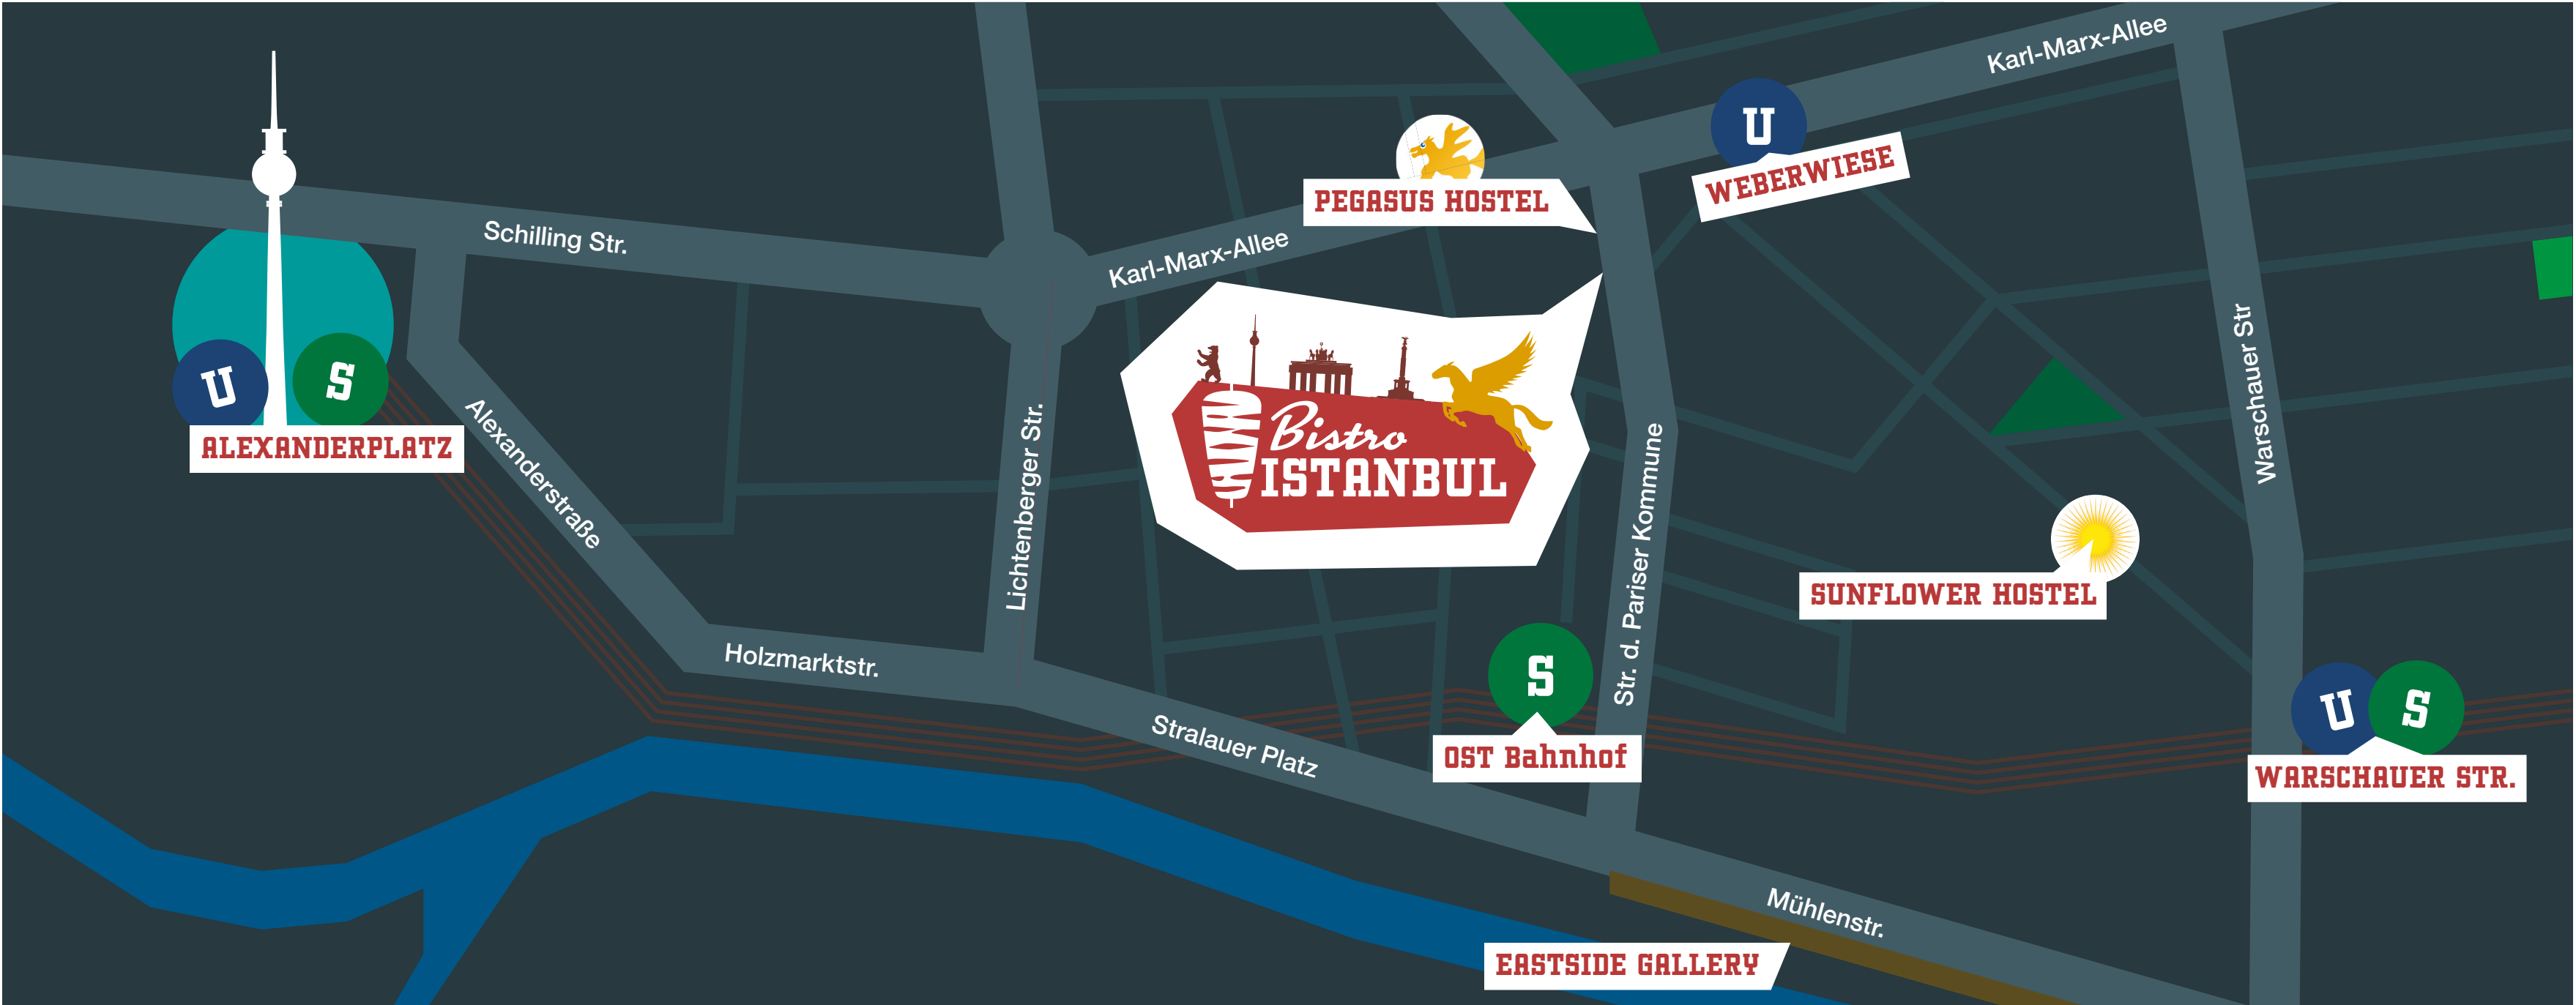 Karl-Marx-Allee
U
WEBERWIESE
PEGASUS HOSTEL
Schilling Str.
Karl-Marx-Allee
U S
ALEXANDERPLATZ
Alexanderstraße
Lichtenberger Str.
Bistro
ISTANBUL
Str. d. Pariser Kommune
Warschauer Str
SUNFLOWER HOSTEL
Holzmarktstr.
S
OST Bahnhof
Stralauer Platz
U S
WARSCHAUER STR.
Mühlenstr.
EASTSIDE GALLERY